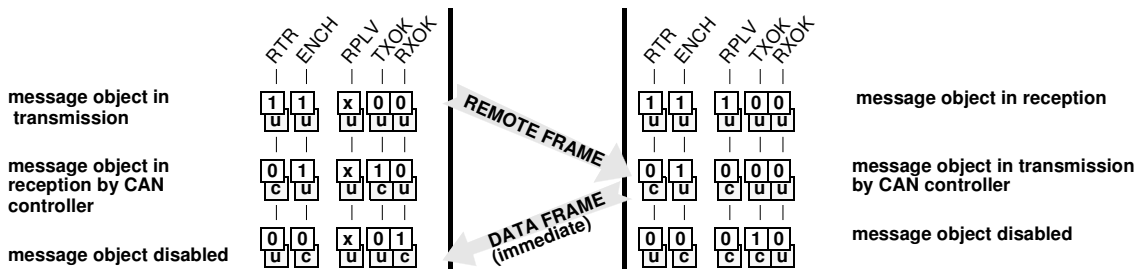 RTR ENCH RPLV TXOK RXOK
RTR ENCH RPLV TXOK RXOK
message object in
transmission
1 1 x 0 0
u u u u u
REMOTE FRAME
1 1 1 0 0
u u u u u
message object in reception
message object in
reception by CAN
controller
0 1 x 1 0
c u u c u
0 1 0 0 0
c u c u u
message object in transmission
by CAN controller
DATA FRAME
(immediate)
message object disabled
0 0 x 0 1
u c u u c
0 0 0 1 0
u c c c u
message object disabled